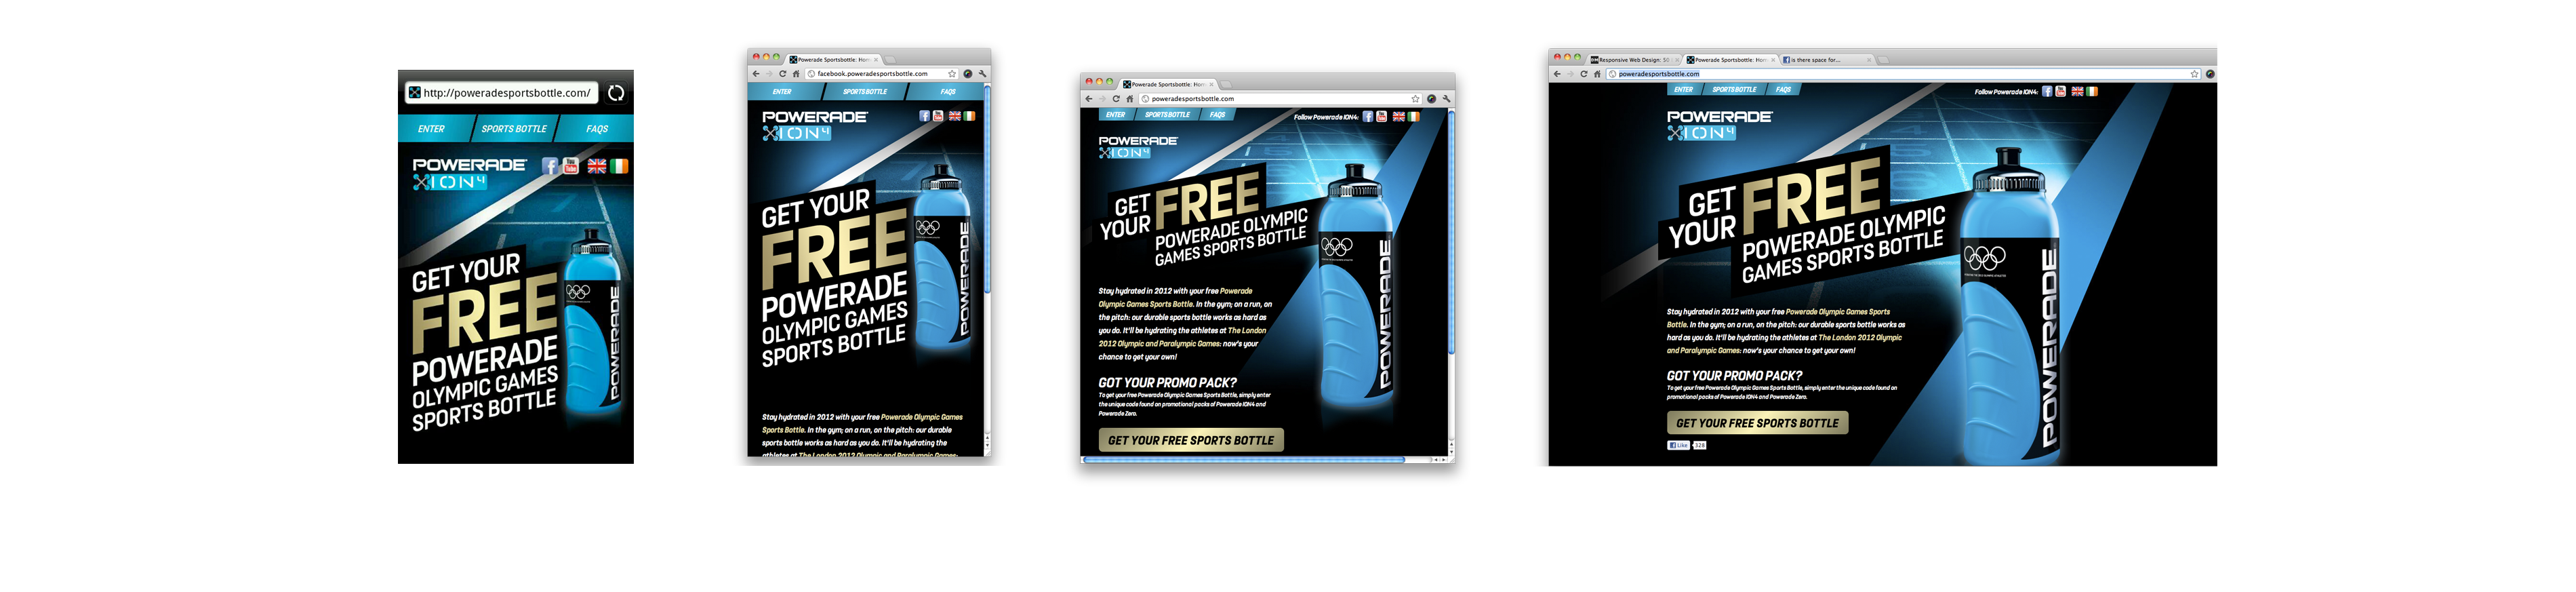 http://poweradesportsbottle.com/
ENTER
SPORTS BOTTLE
FAQS
POWERADE
ION4
GET YOUR
FREE
POWERADE
OLYMPIC GAMES
SPORTS BOTTLE
POWERADE
Powerade Sportsbottle: Hom
facebook.poweradesportsbottle.com
ENTER
SPORTS BOTTLE
FAQS
POWERADE
ION4
GET YOUR
FREE
POWERADE
OLYMPIC GAMES
SPORTS BOTTLE
POWERADE
Stay hydrated in 2012 with your free Powerade Olympic Games
Sports Bottle. In the gym; on a run, on the pitch: our durable
sports bottle works as hard as you do. It'll be hydrating the
athletes at The London 2012 Olympic and Paralympic Games:
Powerade Sportsbottle: Hom
poweradesportsbottle.com
ENTER
SPORTS BOTTLE
FAQS
Follow Powerade ION4:
POWERADE
ION4
GET
YOUR
FREE
POWERADE OLYMPIC
GAMES SPORTS BOTTLE
POWERADE
Stay hydrated in 2012 with your free Powerade
Olympic Games Sports Bottle. In the gym; on a run, on
the pitch: our durable sports bottle works as hard as
you do. It'll be hydrating the athletes at The London
2012 Olympic and Paralympic Games: now's your
chance to get your own!
GOT YOUR PROMO PACK?
To get your free Powerade Olympic Games Sports Bottle, simply enter
the unique code found on promotional packs of Powerade ION4 and
Powerade Zero.
GET YOUR FREE SPORTS BOTTLE
Responsive Web Design: 50
Powerade Sportsbottle: Hom
is there space for...
poweradesportsbottle.com
ENTER
SPORTS BOTTLE
FAQS
Follow Powerade ION4:
POWERADE
ION4
GET
YOUR
FREE
POWERADE OLYMPIC
GAMES SPORTS BOTTLE
POWERADE
Stay hydrated in 2012 with your free Powerade Olympic Games Sports
Bottle. In the gym; on a run, on the pitch: our durable sports bottle works as
hard as you do. It'll be hydrating the athletes at The London 2012 Olympic
and Paralympic Games: now's your chance to get your own!
GOT YOUR PROMO PACK?
To get your free Powerade Olympic Games Sports Bottle, simply enter the unique code found on
promotional packs of Powerade ION4 and Powerade Zero.
GET YOUR FREE SPORTS BOTTLE
Like
328